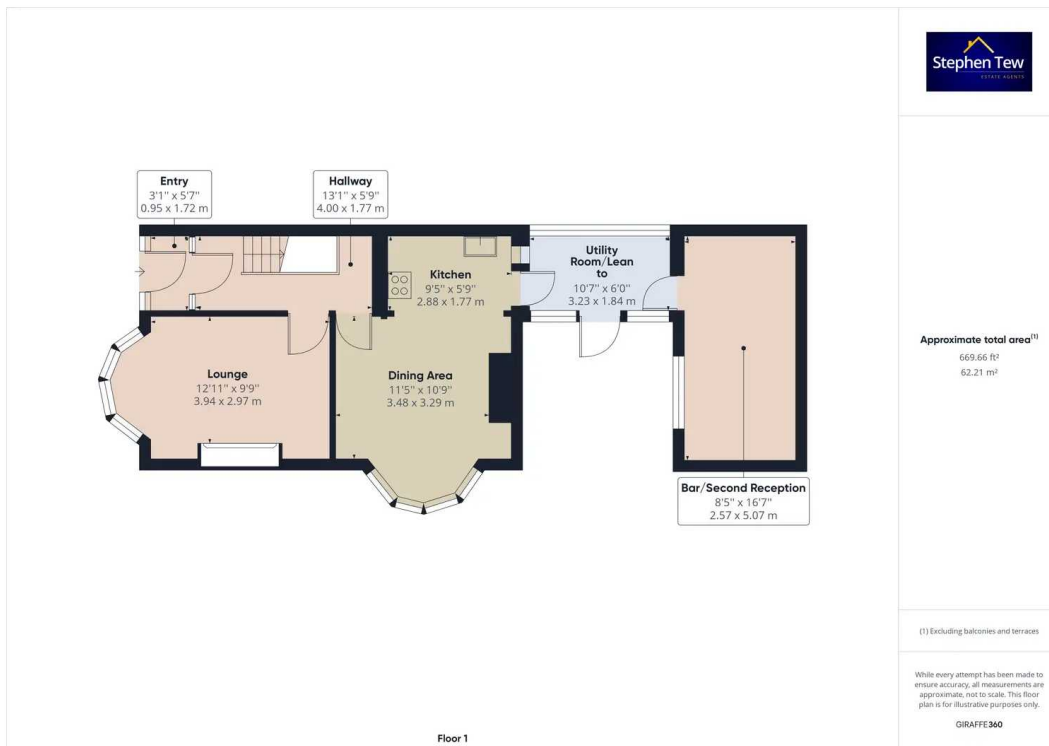 Entry
3'1'' x 5'7''
0.95 x 1.72 m
Hallway
13'1'' x 5'9''
4.00 x 1.77 m
Kitchen
9'5'' x 5'9''
2.88 x 1.77 m
Utility
Room/Lean
to
10'7'' x 6'0''
3.23 x 1.84 m
Lounge
12'11'' x 9'9''
3.94 x 2.97 m
Dining Area
11'5'' x 10'9''
3.48 x 3.29 m
Bar/Second Reception
8'5'' x 16'7''
2.57 x 5.07 m
Floor 1
Stephen Tew
ESTATE AGENTS
Approximate total area(1)
669.66 ft²
62.21 m²
(1) Excluding balconies and terraces
While every attempt has been made to
ensure accuracy, all measurements are
approximate, not to scale. This floor
plan is for illustrative purposes only.
GIRAFFE360